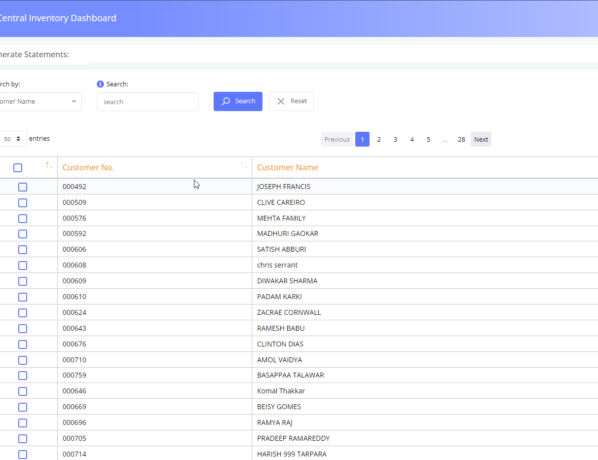 Central Inventory Dashboard
nerate Statements:
rch by: Search:
omer Name search Search Reset
50 entries Previous 1 2 3 4 5 ... 28 Next
Customer No. Customer Name
000492 JOSEPH FRANCIS
000509 CLIVE CAREIRO
000576 MEHTA FAMILY
000592 MADHURI GAOKAR
000606 SATISH ABBURI
000608 chris serrant
000609 DIWAKAR SHARMA
000610 PADAM KARKI
000624 ZACRAE CORNWALL
000643 RAMESH BABU
000676 CLINTON DIAS
000710 AMOL VAIDYA
000759 BASAPPAA TALAWAR
000646 Komal Thakkar
000669 BEISY GOMES
000696 RAMYA RAJ
000705 PRADEEP RAMAREDDY
000714 HARISH 999 TARPARA